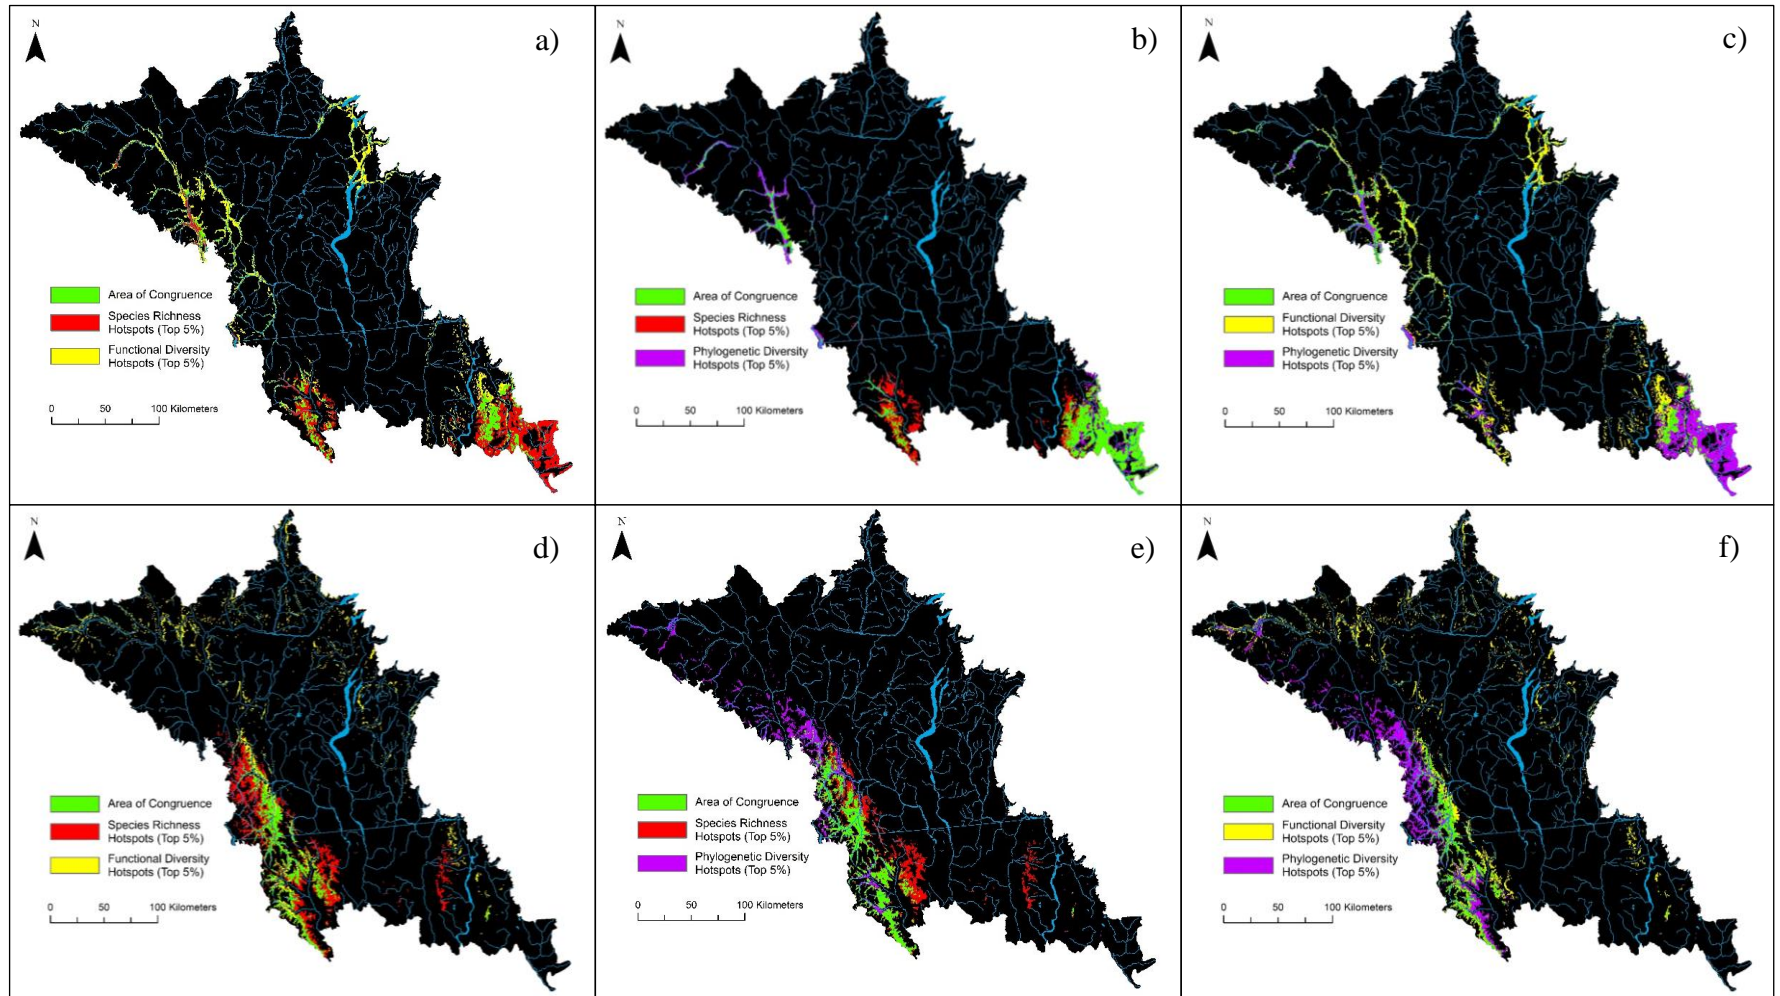 N
a)
Area of Congruence
Species Richness
Hotspots (Top 5%)
Functional Diversity
Hotspots (Top 5%)
0 50 100 Kilometers
N
b)
Area of Congruence
Species Richness
Hotspots (Top 5%)
Phylogenetic Diversity
Hotspots (Top 5%)
0 50 100 Kilometers
N
c)
Area of Congruence
Functional Diversity
Hotspots (Top 5%)
Phylogenetic Diversity
Hotspots (Top 5%)
0 50 100 Kilometers
N
d)
Area of Congruence
Species Richness
Hotspots (Top 5%)
Functional Diversity
Hotspots (Top 5%)
0 50 100 Kilometers
N
e)
Area of Congruence
Species Richness
Hotspots (Top 5%)
Phylogenetic Diversity
Hotspots (Top 5%)
0 50 100 Kilometers
N
f)
Area of Congruence
Functional Diversity
Hotspots (Top 5%)
Phylogenetic Diversity
Hotspots (Top 5%)
0 50 100 Kilometers